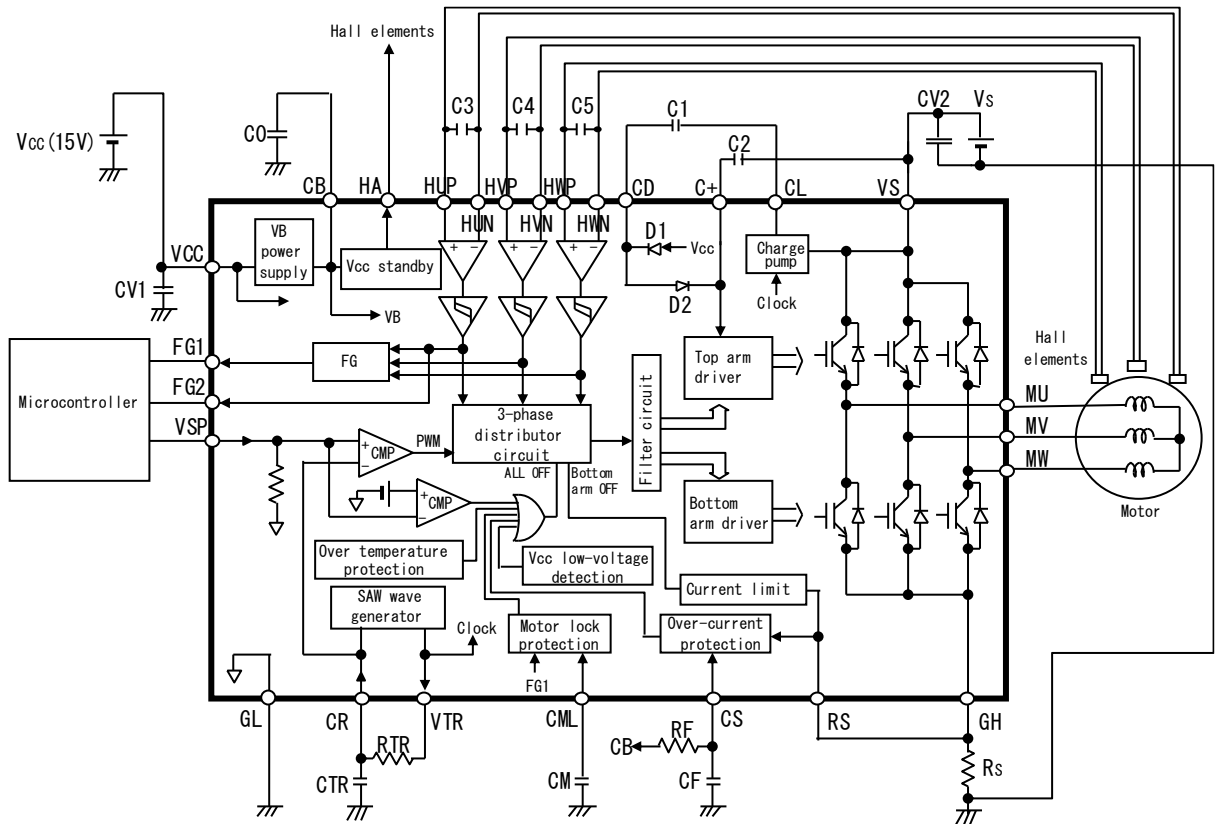 Hall elements
C3
C4
C5
C1
CV2
VS
VCC(15V)
C0
C2
CB
HA
HUP
HVP
HWP
CD
C+
CL
VS
HUN
HVN
HWN
VCC
VB
power
supply
Vcc standby
D1
Vcc
Charge
pump
CV1
D2
Clock
VB
FG1
FG
Top arm
driver
Hall
elements
Microcontroller
FG2
MU
VSP
3-phase
distributor
circuit
Filter circuit
MV
+
-
CMP
PWM
ALL OFF
Bottom
arm OFF
MW
+
-
CMP
Bottom
arm driver
Motor
Over temperature
protection
Vcc low-voltage
detection
Current limit
SAW wave
generator
Clock
Motor lock
protection
Over-current
protection
FG1
GL
CR
VTR
CML
CS
RS
GH
RTR
CB
RF
CTR
CM
CF
RS